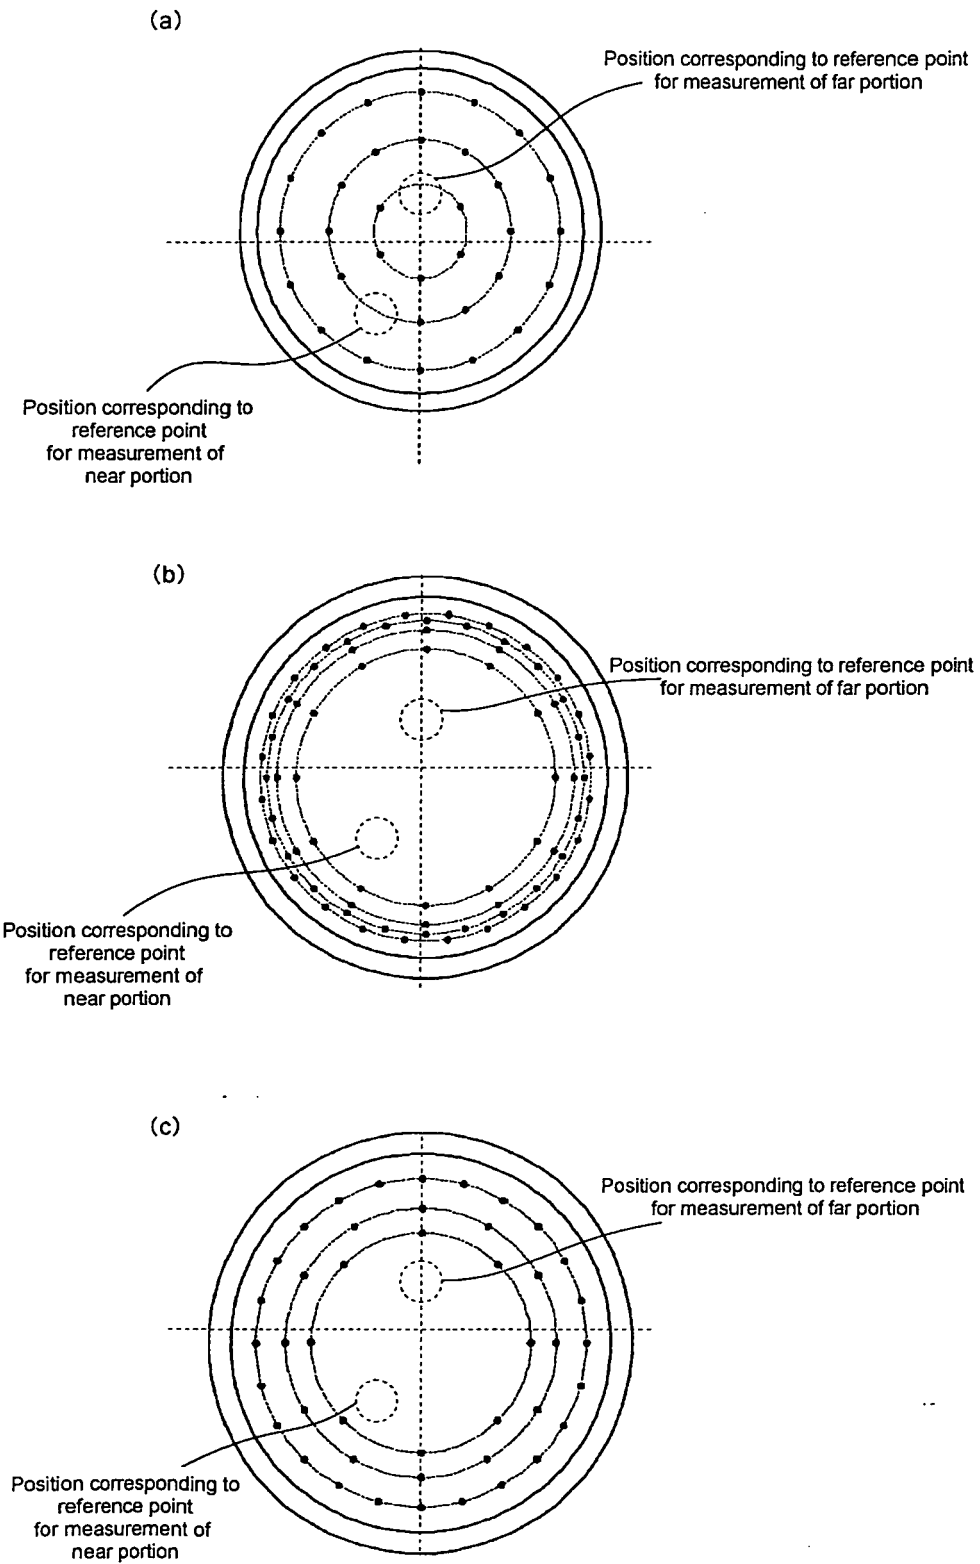 (a)
Position corresponding to reference point
for measurement of far portion
Position corresponding to
reference point
for measurement of
near portion
(b)
Position corresponding to reference point
for measurement of far portion
Position corresponding to
reference point
for measurement of
near portion
(c)
Position corresponding to reference point
for measurement of far portion
Position corresponding to
reference point
for measurement of
near portion